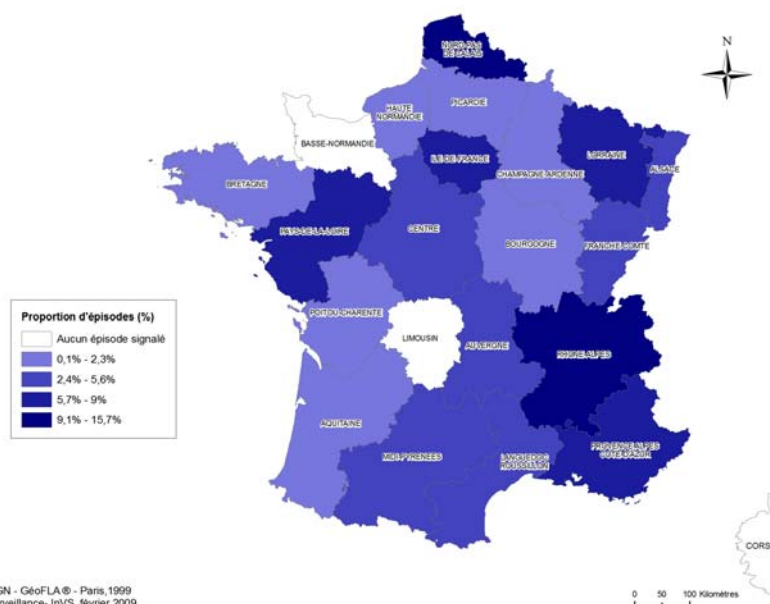 N
NORD-PAS
DE CALAIS
PICARDIE
HAUTE
NORMANDIE
BASSE-NORMANDIE
ILE-DE-FRANCE
LORRAINE
ALSACE
CHAMPAGNE-ARDENNE
BRETAGNE
PAYS-DE-LA-LOIRE
CENTRE
BOURGOGNE
FRANCHE-COMTE
Proportion d'épisodes (%)
Aucun épisode signalé
0,1% - 2,3%
2,4% - 5,6%
5,7% - 9%
9,1% - 15,7%
POITOU-CHARENTE
LIMOUSIN
AUVERGNE
RHONE-ALPES
AQUITAINE
MIDI-PYRENEES
LANGUEDOC
ROUSSILLON
PROVENCE ALPES
COTE D'AZUR
CORS
GN - GéoFLA® - Paris,1999
rveillance- InVS, février 2009
0 50 100 Kilomètres